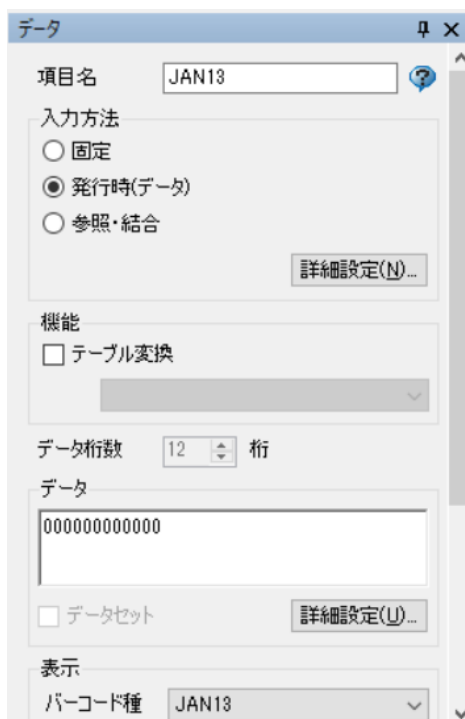 データ
項目名 JAN13
入力方法
固定
発行時(データ)
参照・結合
詳細設定(N)...
機能
テーブル変換
データ桁数 12 桁
データ
000000000000
データセット 詳細設定(U)...
表示
バーコード種 JAN13